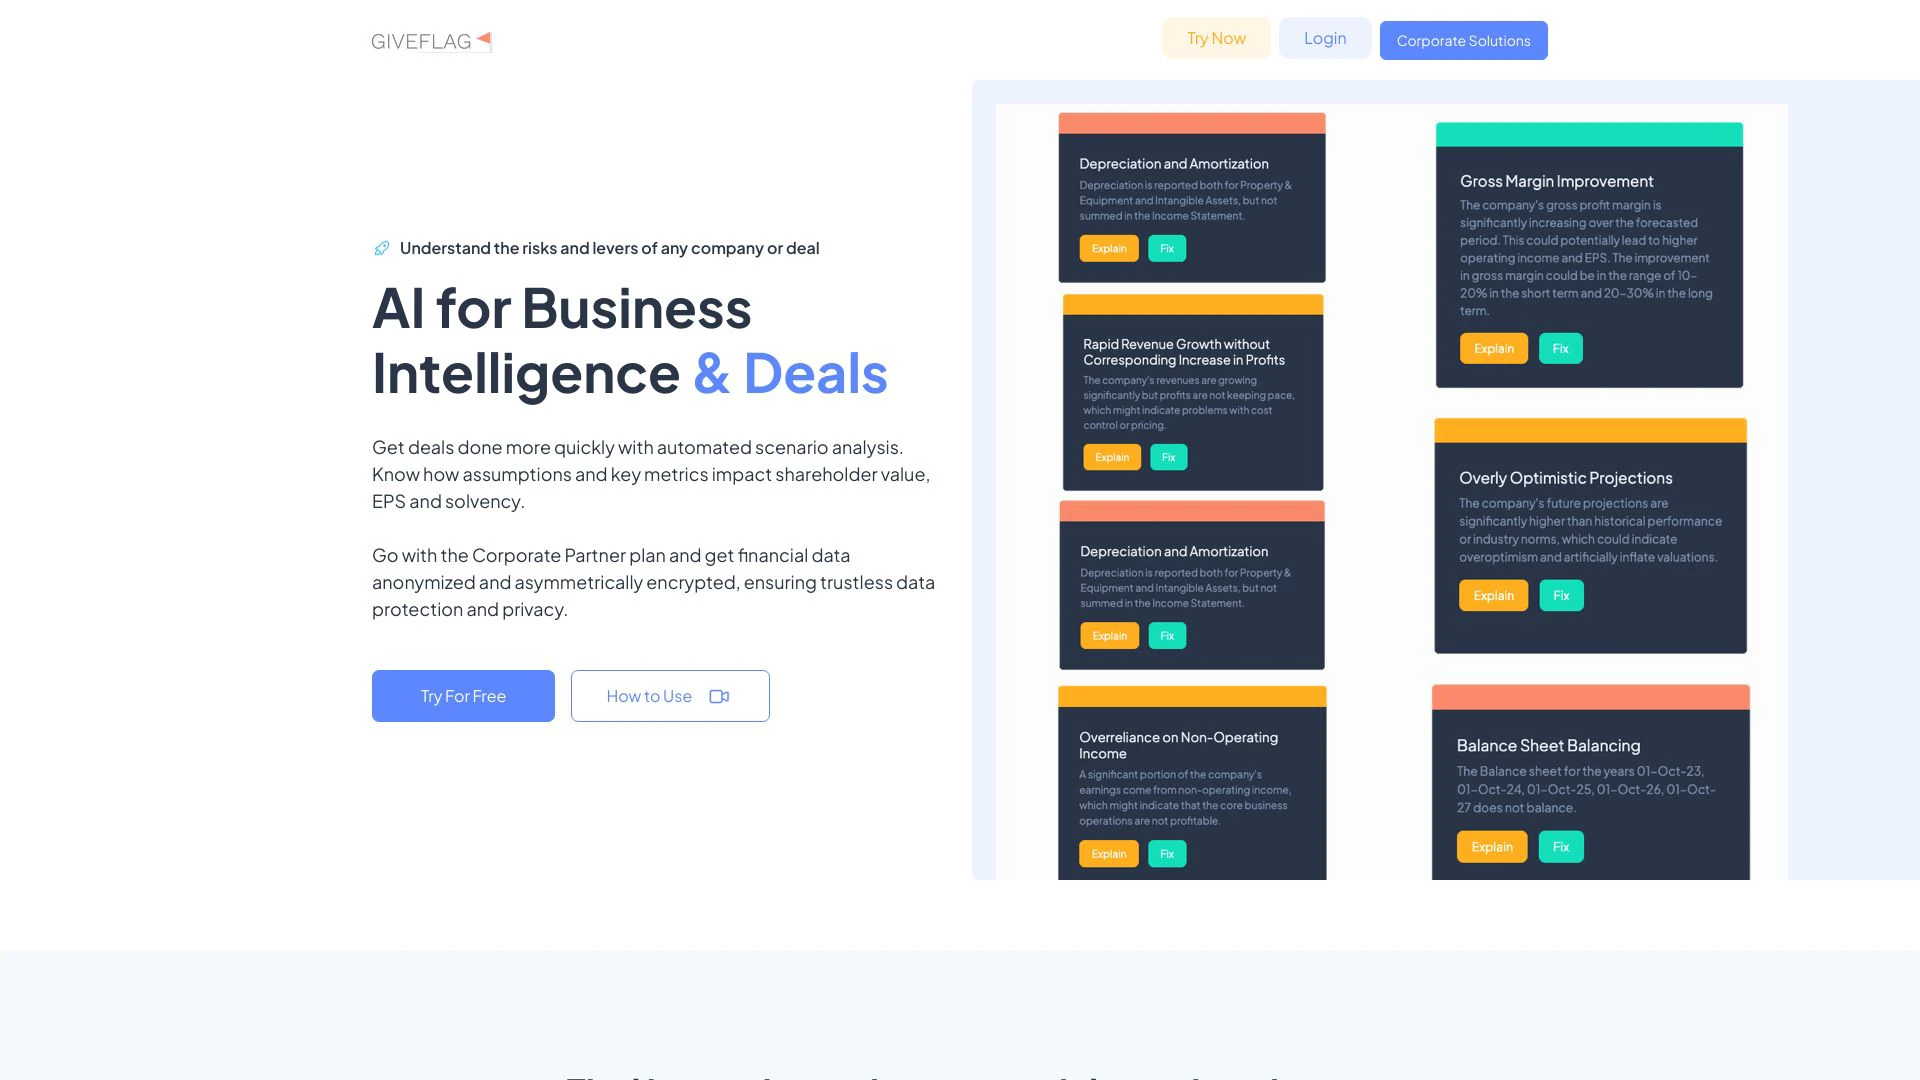 GIVEFLAG
Try Now
Login
Corporate Solutions
Understand the risks and levers of any company or deal
AI for Business
Intelligence & Deals
Get deals done more quickly with automated scenario analysis.
Know how assumptions and key metrics impact shareholder value,
EPS and solvency.
Go with the Corporate Partner plan and get financial data
anonymized and asymmetrically encrypted, ensuring trustless data
protection and privacy.
Try For Free
How to Use
Depreciation and Amortization
Depreciation is reported both for Property &
Equipment and Intangible Assets, but not
summed in the Income Statement.
Explain
Fix
Rapid Revenue Growth without
Corresponding Increase in Profits
The company's revenues are growing
significantly but profits are not keeping pace,
which might indicate problems with cost
control or pricing.
Explain
Fix
Depreciation and Amortization
Depreciation is reported both for Property &
Equipment and Intangible Assets, but not
summed in the Income Statement.
Explain
Fix
Overreliance on Non-Operating
Income
A significant portion of the company's
earnings come from non-operating income,
which might indicate that the core business
operations are not profitable.
Explain
Fix
Gross Margin Improvement
The company's gross profit margin is
significantly increasing over the forecasted
period. This could potentially lead to higher
operating income and EPS. The improvement
in gross margin could be in the range of 10-
20% in the short term and 20-30% in the long
term.
Explain
Fix
Overly Optimistic Projections
The company's future projections are
significantly higher than historical performance
or industry norms, which could indicate
overoptimism and artificially inflate valuations.
Explain
Fix
Balance Sheet Balancing
The Balance sheet for the years 01-Oct-23,
01-Oct-24, 01-Oct-25, 01-Oct-26, 01-Oct-
27 does not balance.
Explain
Fix